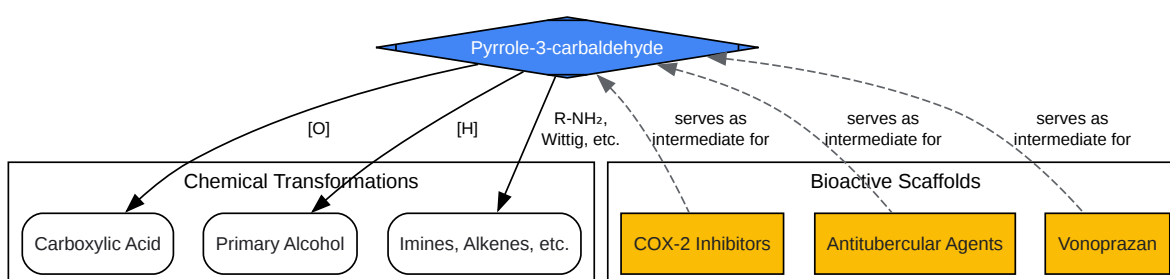 Pyrrole-3-carbaldehyde
[O]
[H]
R-NH₂,
Wittig, etc.
serves as
intermediate for
serves as
intermediate for
serves as
intermediate for
Chemical Transformations
Carboxylic Acid
Primary Alcohol
Imines, Alkenes, etc.
Bioactive Scaffolds
COX-2 Inhibitors
Antitubercular Agents
Vonoprazan